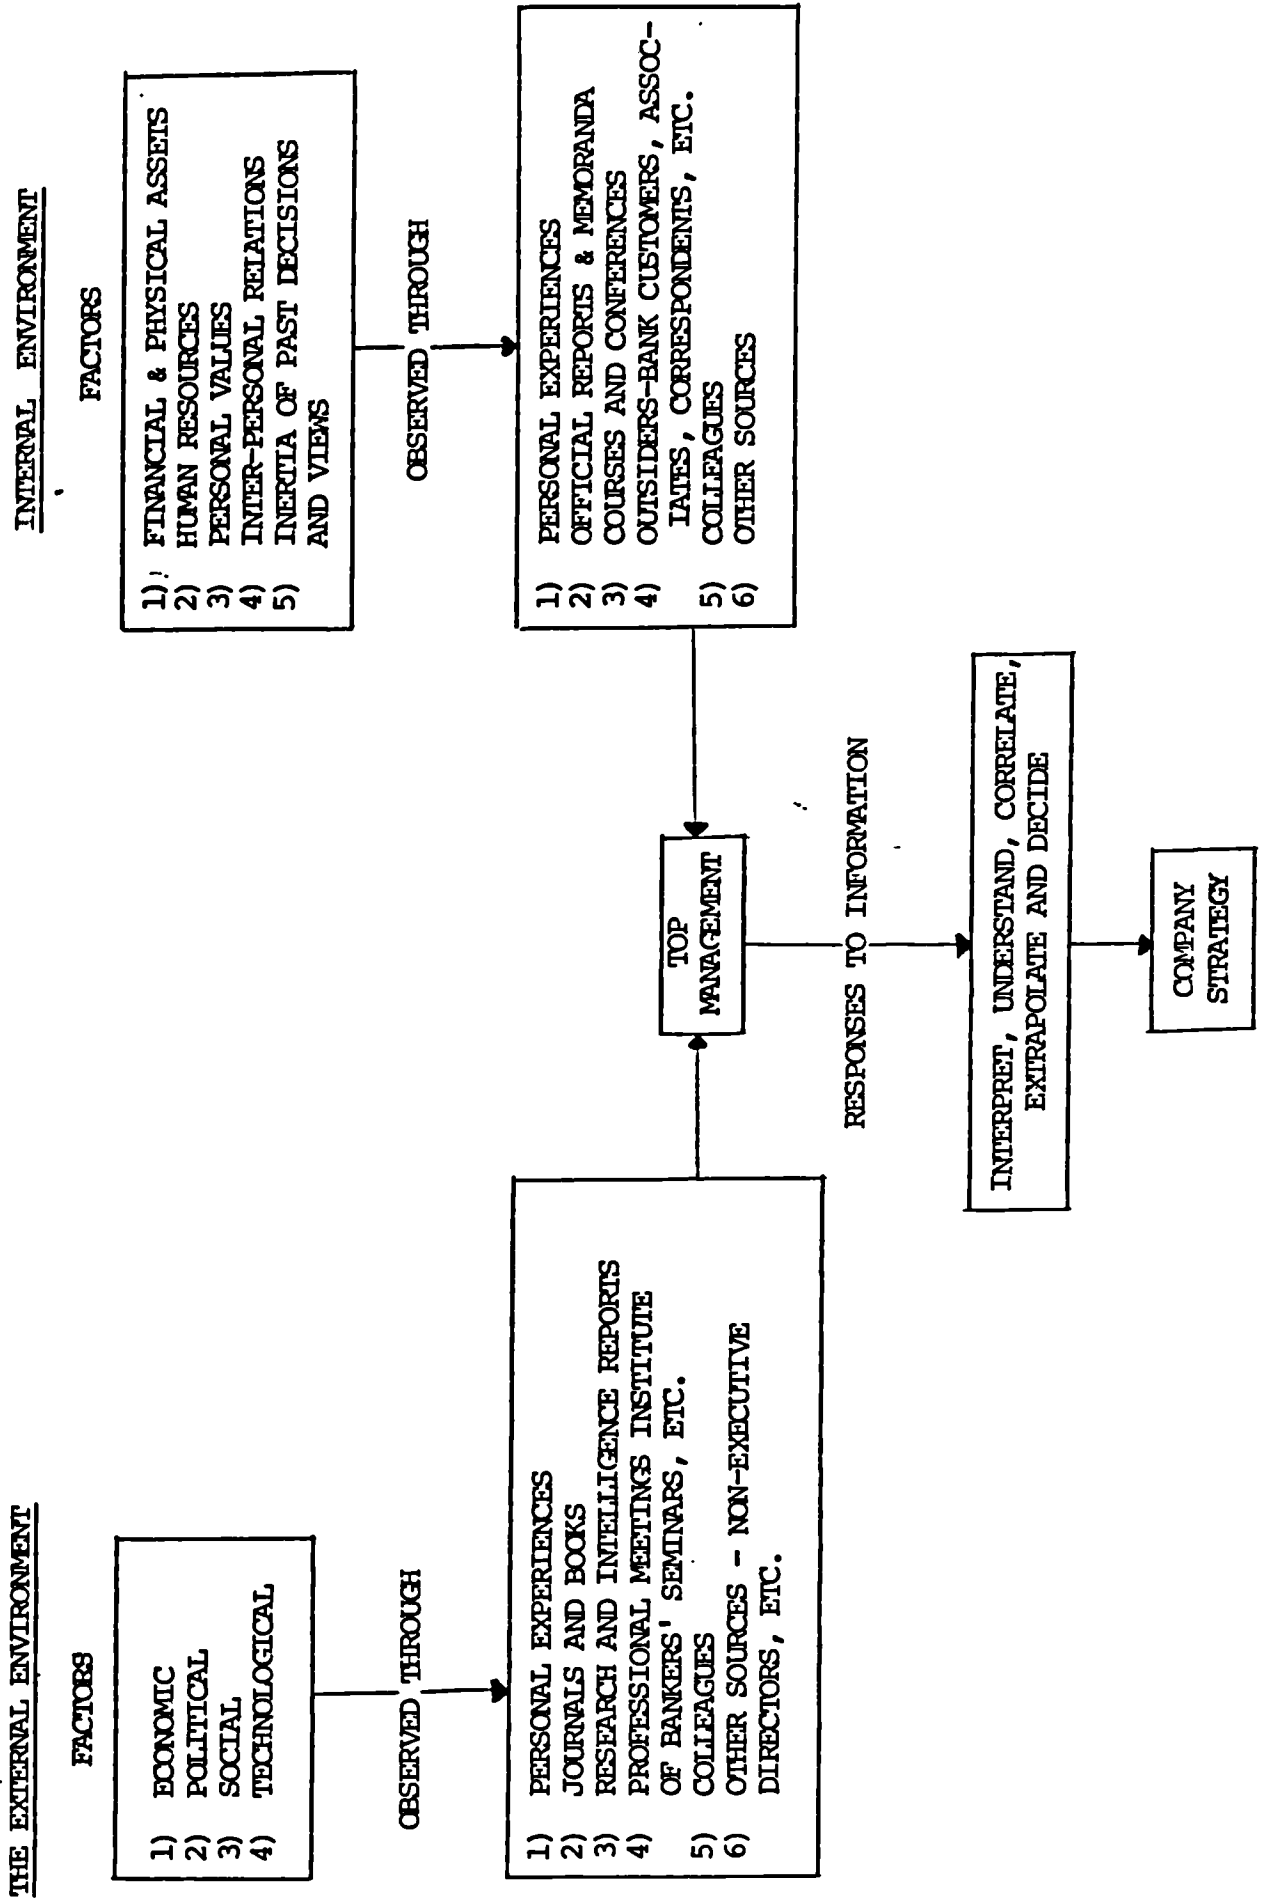 THE EXTERNAL ENVIRONMENT
FACTORS
1) ECONOMIC
2) POLITICAL
3) SOCIAL
4) TECHNOLOGICAL
OBSERVED THROUGH
1) PERSONAL EXPERIENCES
2) JOURNALS AND BOOKS
3) RESEARCH AND INTELLIGENCE REPORTS
4) PROFESSIONAL MEETINGS INSTITUTE
OF BANKERS' SEMINARS, ETC.
5) COLLEAGUES
6) OTHER SOURCES - NON-EXECUTIVE
DIRECTORS, ETC.
INTERNAL ENVIRONMENT
FACTORS
1) FINANCIAL & PHYSICAL ASSETS
2) HUMAN RESOURCES
3) PERSONAL VALUES
4) INTER-PERSONAL RELATIONS
5) INERTIA OF PAST DECISIONS
AND VIEWS
OBSERVED THROUGH
1) PERSONAL EXPERIENCES
2) OFFICIAL REPORTS & MEMORANDA
3) COURSES AND CONFERENCES
4) OUTSIDERS-BANK CUSTOMERS, ASSOC-
IATES, CORRESPONDENTS, ETC.
5) COLLEAGUES
6) OTHER SOURCES
TOP
MANAGEMENT
RESPONSES TO INFORMATION
INTERPRET, UNDERSTAND, CORRELATE,
EXTRAPOLATE AND DECIDE
COMPANY
STRATEGY